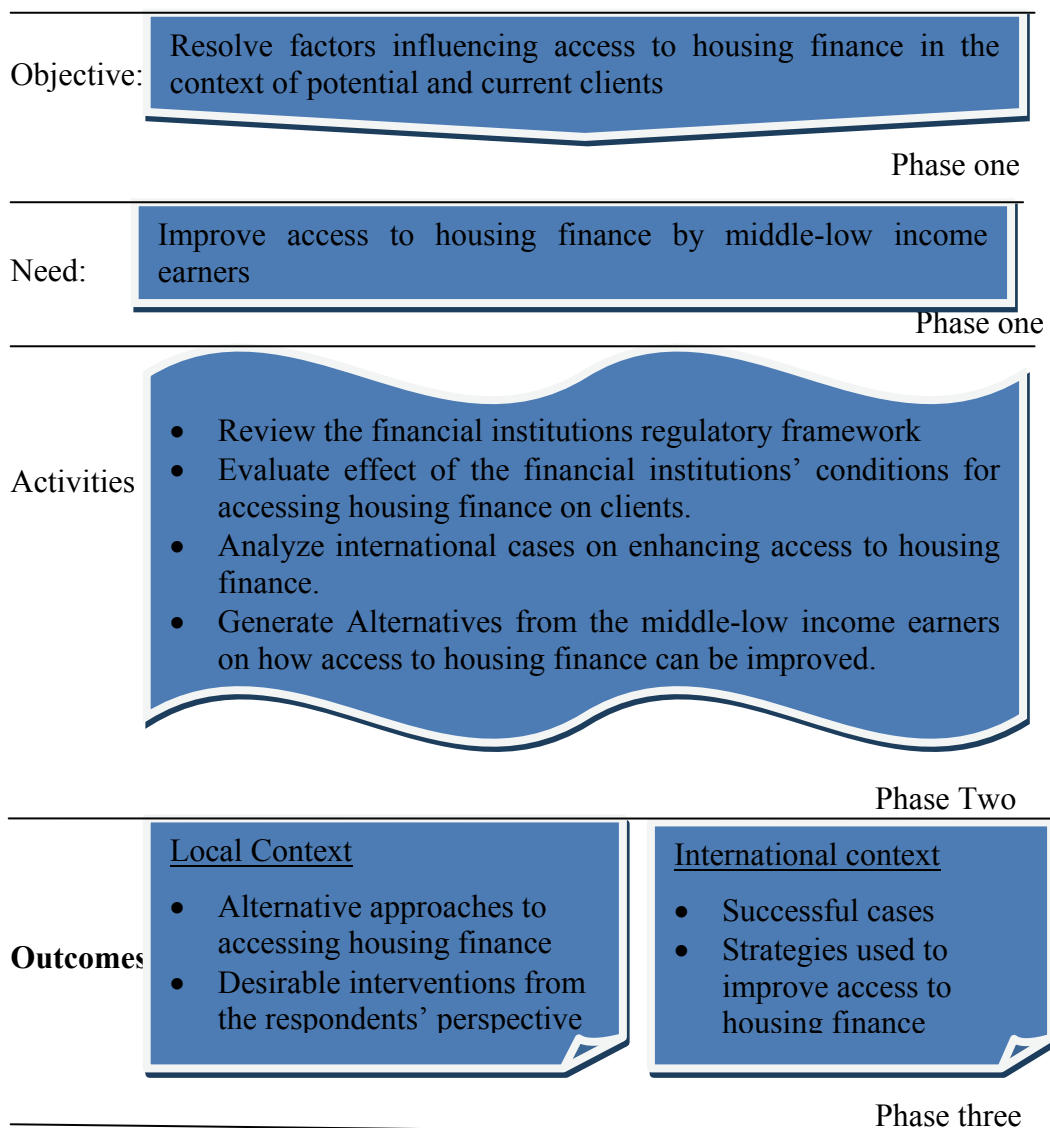 Objective:
Resolve factors influencing access to housing finance in the
context of potential and current clients
Phase one
Need:
Improve access to housing finance by middle-low income
earners
Phase one
Activities
• Review the financial institutions regulatory framework
• Evaluate effect of the financial institutions’ conditions for
accessing housing finance on clients.
• Analyze international cases on enhancing access to housing
finance.
• Generate Alternatives from the middle-low income earners
on how access to housing finance can be improved.
Phase Two
Outcomes
Local Context
• Alternative approaches to
accessing housing finance
• Desirable interventions from
the respondents’ perspective
International context
• Successful cases
• Strategies used to
improve access to
housing finance
Phase three